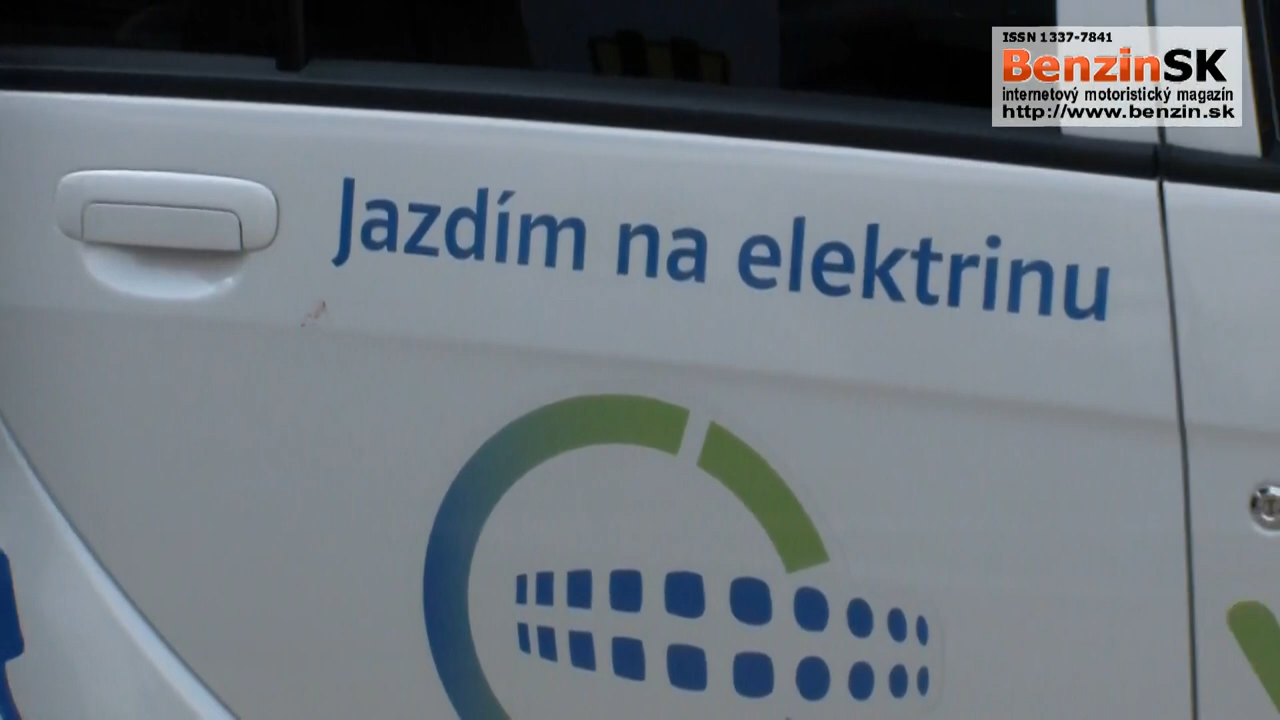 ISSN 1337-7841
BenzinSK
internetový motoristický magazín
http://www.benzin.sk
Jazdím na elektrinu